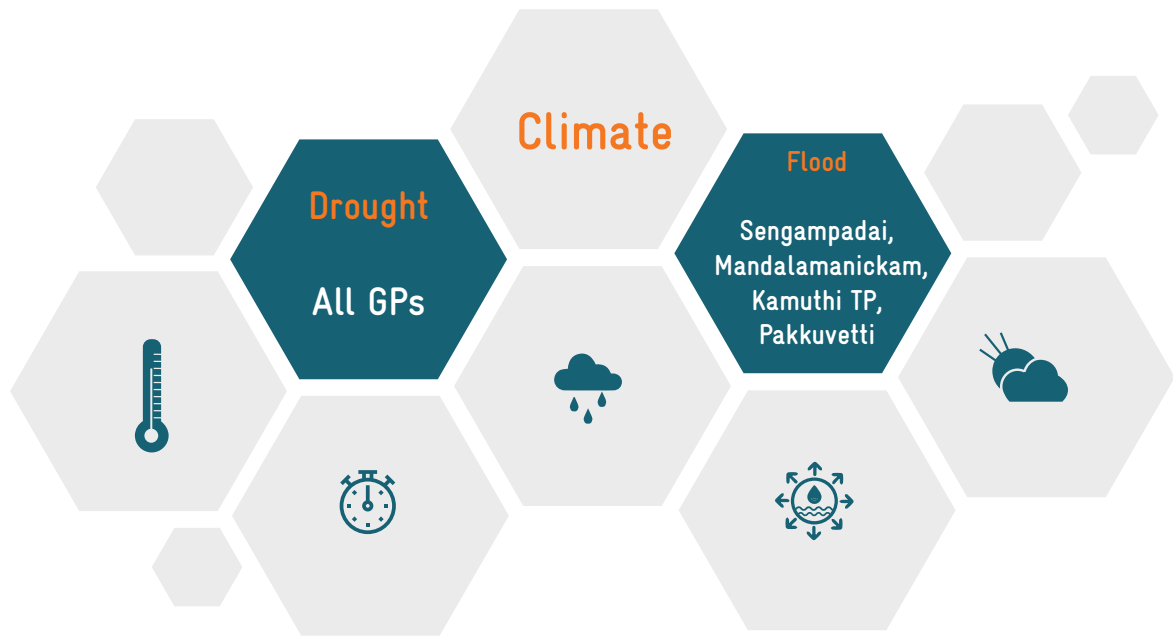 Climate
Drought
All GPs
Flood
Sengampadai,
Mandalamanickam,
Kamuthi TP,
Pakkuvetti